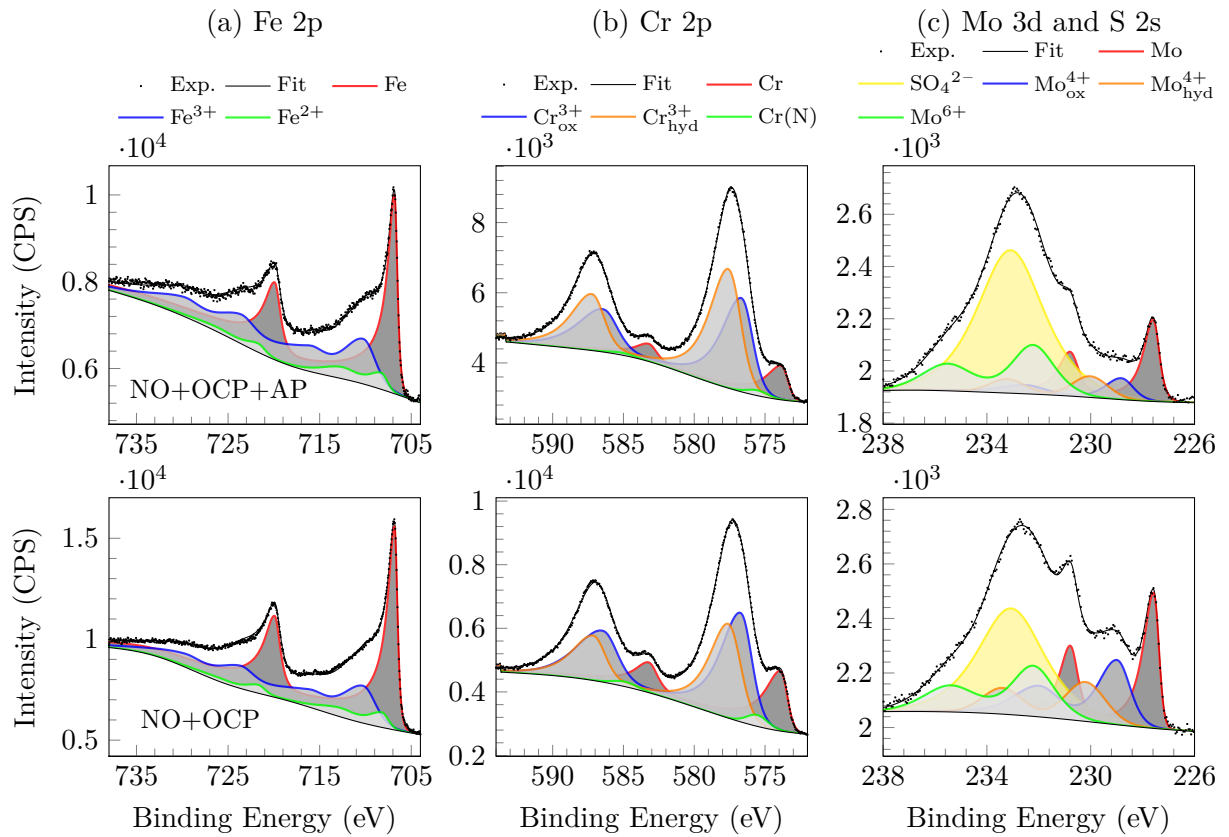 (a) Fe 2p
(b) Cr 2p
(c) Mo 3d and S 2s
Exp. Fit Fe
Fe³⁺ Fe²⁺
Exp. Fit Cr
Cr³⁺ox Cr³⁺hyd Cr(N)
Exp. Fit Mo
SO₄²⁻ Mo⁴⁺ox Mo⁴⁺hyd
Mo⁶⁺
·10⁴
Intensity (CPS)
1
0.8
0.6
NO+OCP+AP
735 725 715 705
·10³
8
6
4
590 585 580 575
·10³
2.6
2.4
2.2
2
1.9
1.8
238 234 230 226
·10⁴
Intensity (CPS)
1.5
1
0.5
NO+OCP
735 725 715 705
Binding Energy (eV)
·10⁴
1
0.8
0.6
0.4
0.2
590 585 580 575
Binding Energy (eV)
·10³
2.8
2.6
2.4
2.2
2.1
2
238 234 230 226
Binding Energy (eV)